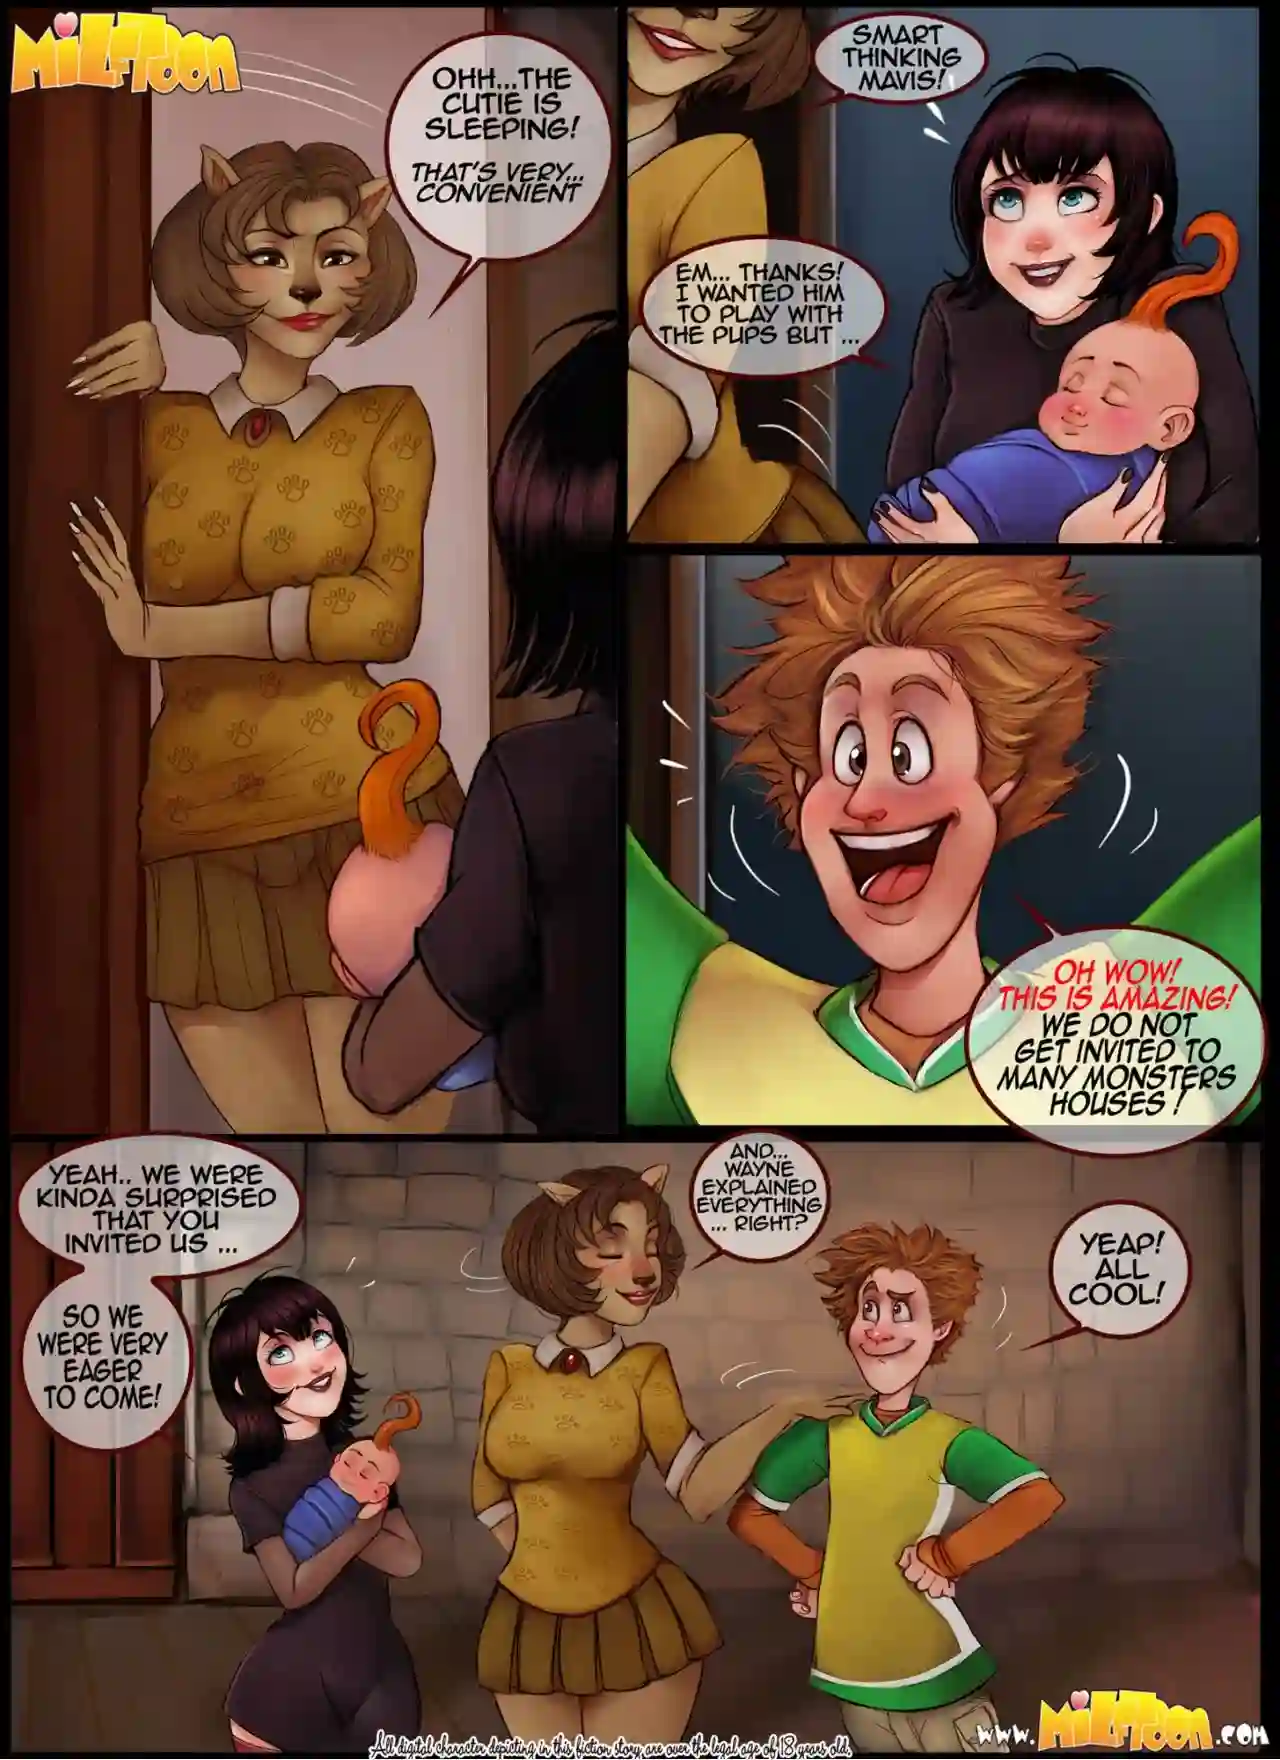 MiLFToon
OHH...THE
CUTIE IS
SLEEPING!
THAT'S VERY...
CONVENIENT
SMART
THINKING
MAVIS!
EM... THANKS!
I WANTED HIM
TO PLAY WITH
THE PUPS BUT ...
OH WOW!
THIS IS AMAZING!
WE DO NOT
GET INVITED TO
MANY MONSTERS
HOUSES!
YEAH.. WE WERE
KINDA SURPRISED
THAT YOU
INVITED US ...
SO WE
WERE VERY
EAGER
TO COME!
AND...
WAYNE
EXPLAINED
EVERYTHING
... RIGHT?
YEAP!
ALL
COOL!
www.MiLFToon.com
All digital character depicting in this fiction story are over the legal age of 18 years old.